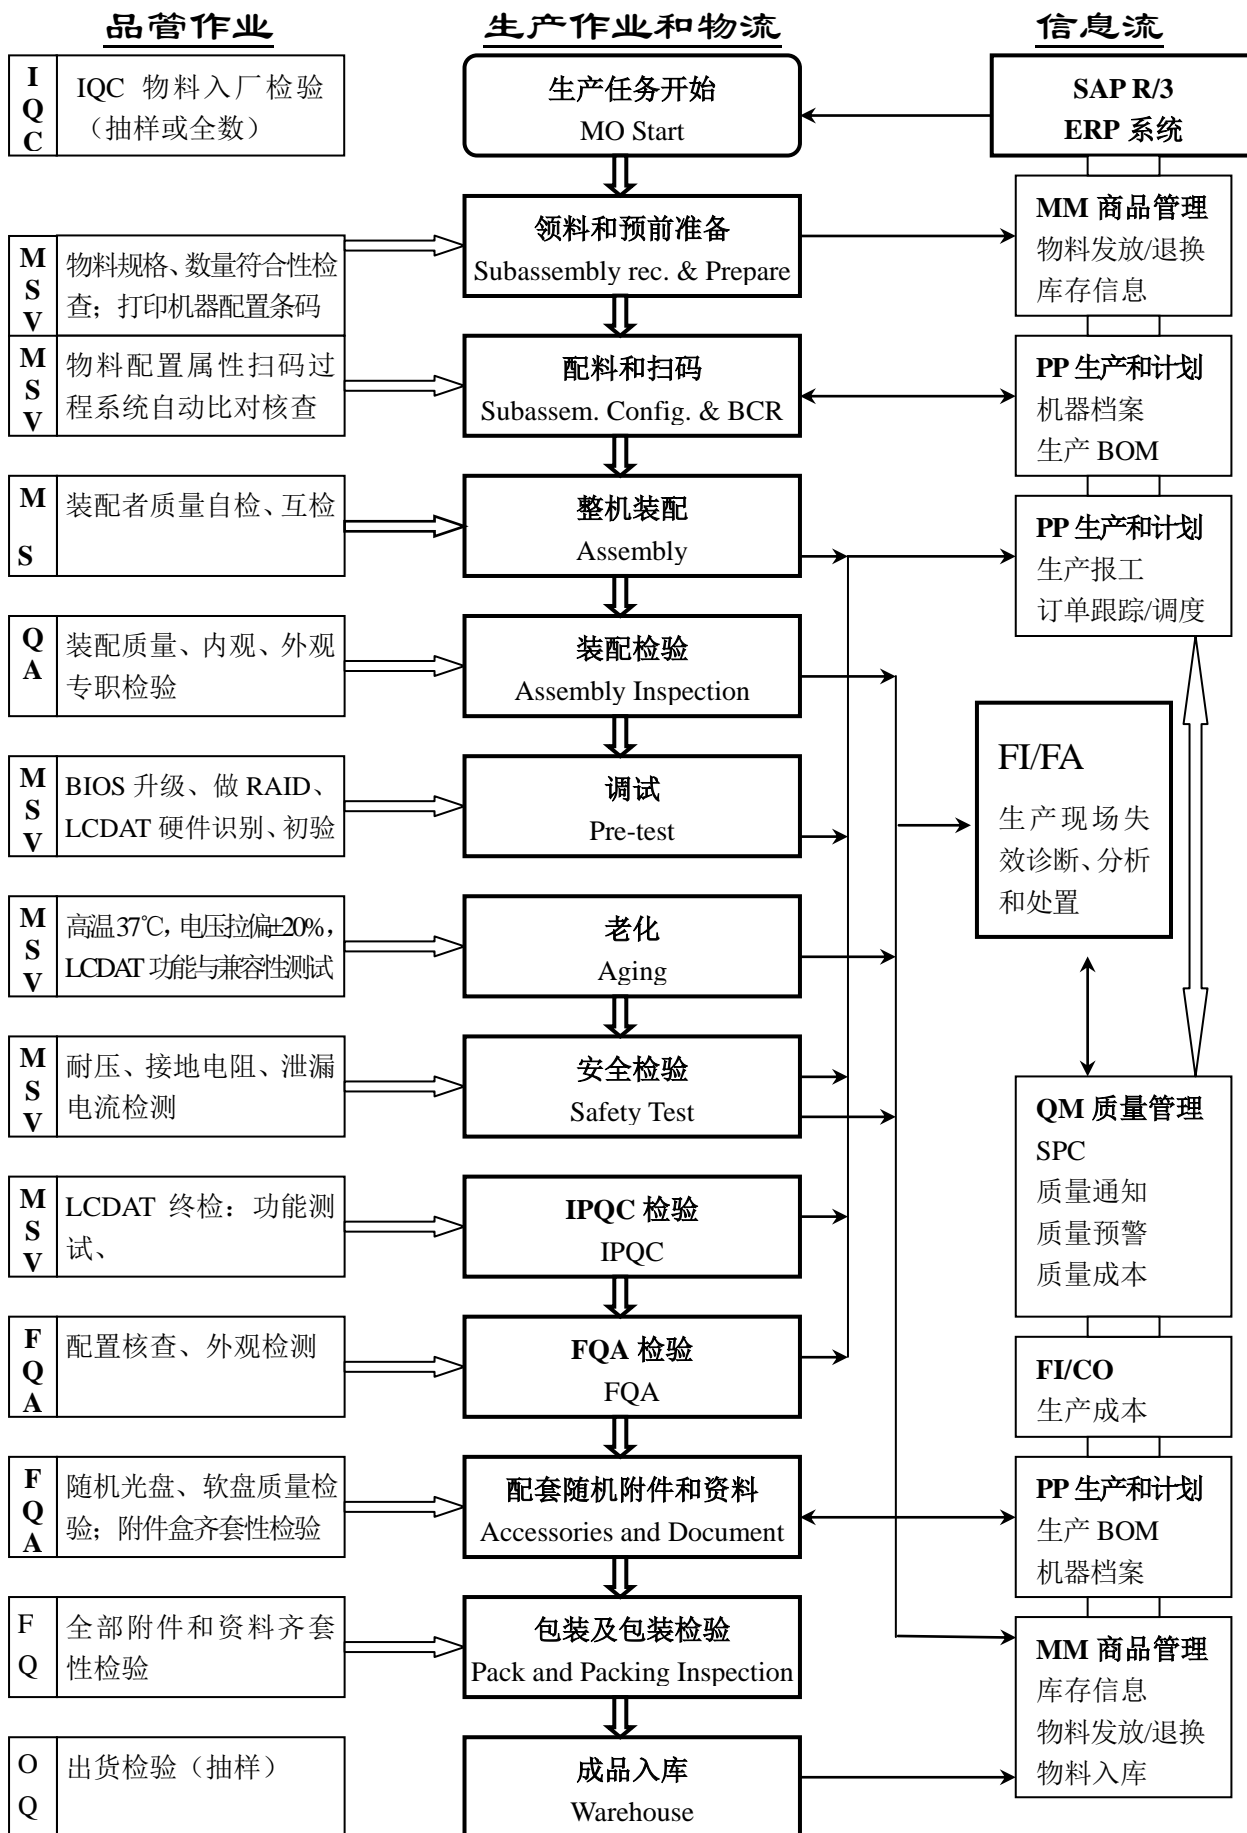 品管作业
生产作业和物流
信息流
I
Q
C
IQC 物料入厂检验
（抽样或全数）
生产任务开始
MO Start
SAP R/3
ERP 系统
M
S
V
物料规格、数量符合性检
查；打印机器配置条码
领料和预前准备
Subassembly rec. & Prepare
MM 商品管理
物料发放/退换
库存信息
M
S
V
物料配置属性扫码过
程系统自动比对核查
配料和扫码
Subassem. Config. & BCR
PP 生产和计划
机器档案
生产 BOM
M
S
装配者质量自检、互检
整机装配
Assembly
PP 生产和计划
生产报工
订单跟踪/调度
Q
A
装配质量、内观、外观
专职检验
装配检验
Assembly Inspection
FI/FA
生产现场失
效诊断、分析
和处置
M
S
V
BIOS 升级、做 RAID、
LCDAT 硬件识别、初验
调试
Pre-test
M
S
V
高温 37℃，电压拉偏±20%，
LCDAT 功能与兼容性测试
老化
Aging
M
S
V
耐压、接地电阻、泄漏
电流检测
安全检验
Safety Test
QM 质量管理
SPC
质量通知
质量预警
质量成本
M
S
V
LCDAT 终检：功能测
试、
IPQC 检验
IPQC
F
Q
A
配置核查、外观检测
FQA 检验
FQA
FI/CO
生产成本
F
Q
A
随机光盘、软盘质量检
验；附件盒齐套性检验
配套随机附件和资料
Accessories and Document
PP 生产和计划
生产 BOM
机器档案
F
Q
全部附件和资料齐套
性检验
包装及包装检验
Pack and Packing Inspection
MM 商品管理
库存信息
物料发放/退换
物料入库
O
Q
出货检验（抽样）
成品入库
Warehouse